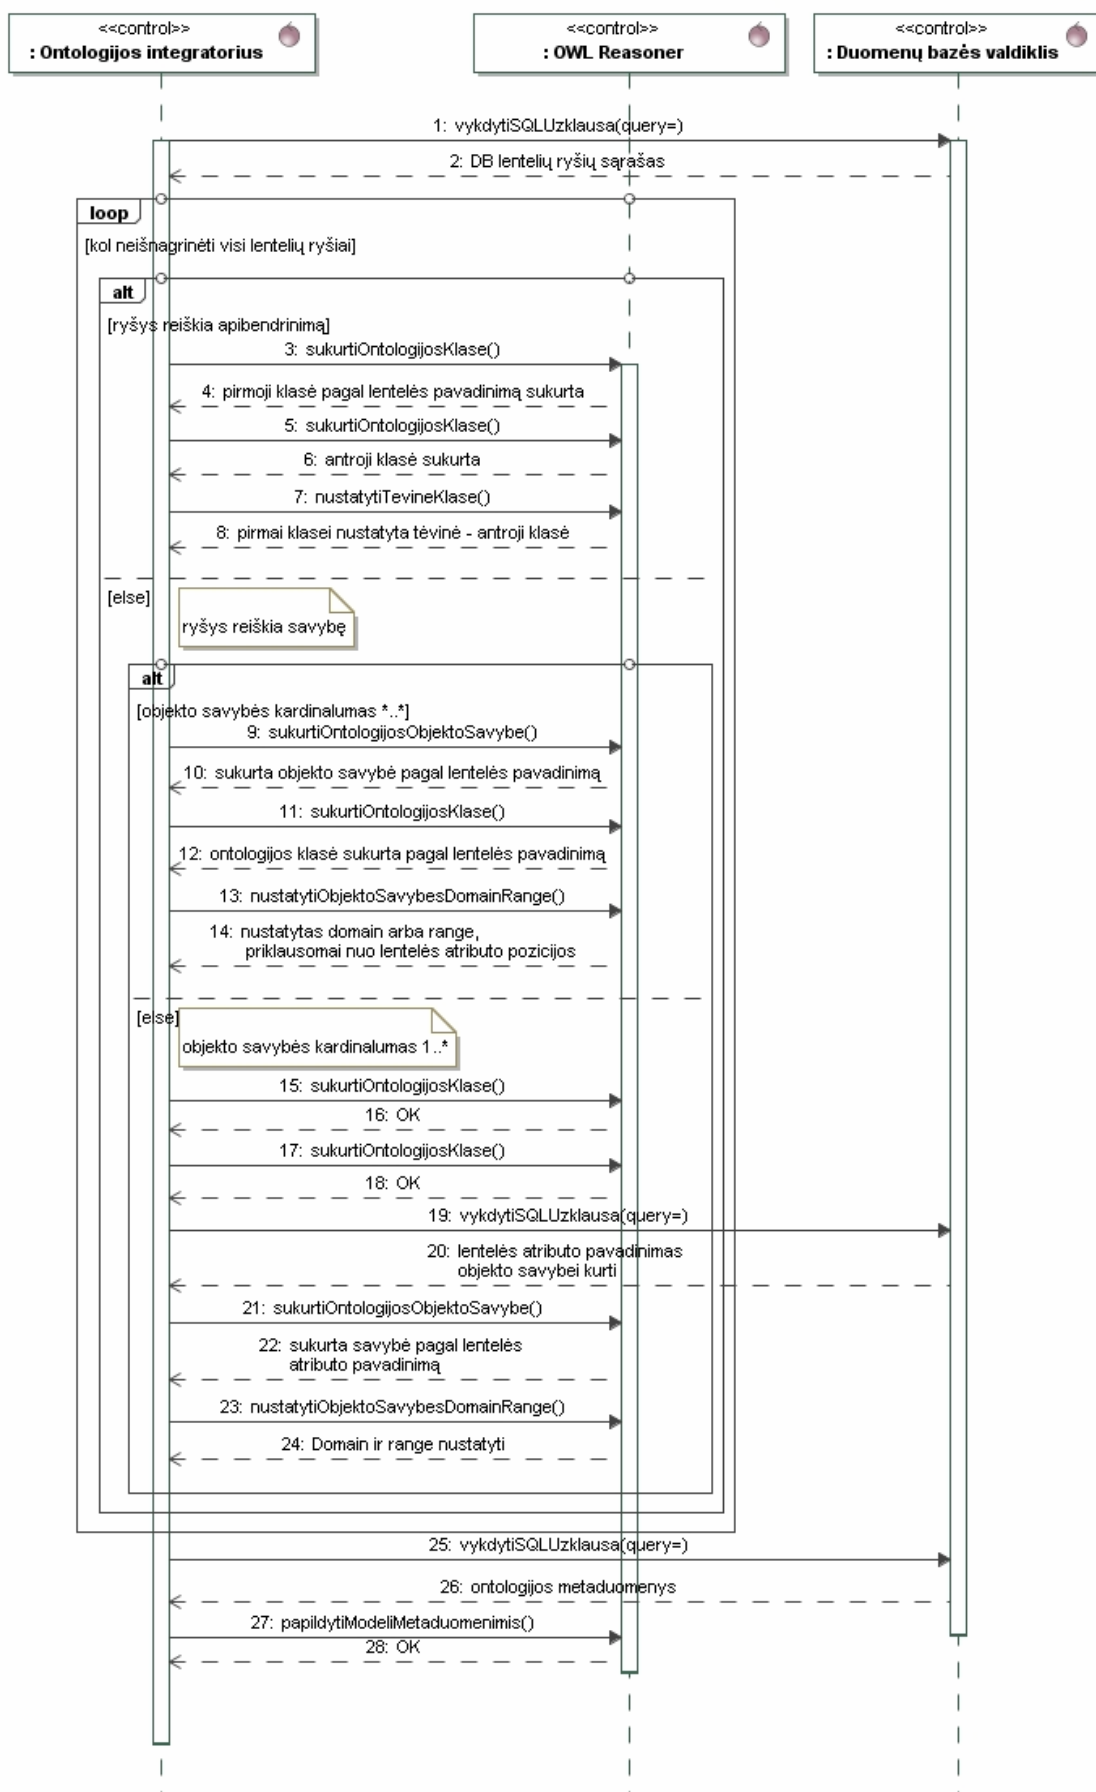 <<control>>
: Ontologijos integratorius
<<control>>
: OWL Reasoner
<<control>>
: Duomenų bazės valdiklis
1: vykdytiSQLUzklausa(query=)
2: DB lentelių ryšių sąrašas
loop
[kol neišnagrinėti visi lentelių ryšiai]
alt
[ryšys reiškia apibendrinimą]
3: sukurtiOntologijosKlase()
4: pirmoji klasė pagal lentelės pavadinimą sukurta
5: sukurtiOntologijosKlase()
6: antroji klasė sukurta
7: nustatytiTevineKlase()
8: pirmai klasei nustatyta tėvinė - antroji klasė
[else]
ryšys reiškia savybę
alt
[objekto savybės kardinalumas *..*]
9: sukurtiOntologijosObjektoSavybe()
10: sukurta objekto savybė pagal lentelės pavadinimą
11: sukurtiOntologijosKlase()
12: ontologijos klasė sukurta pagal lentelės pavadinimą
13: nustatytiObjektoSavybesDomainRange()
14: nustatytas domain arba range,
priklausomai nuo lentelės atributo pozicijos
[else]
objekto savybės kardinalumas 1..*
15: sukurtiOntologijosKlase()
16: OK
17: sukurtiOntologijosKlase()
18: OK
19: vykdytiSQLUzklausa(query=)
20: lentelės atributo pavadinimas
objekto savybei kurti
21: sukurtiOntologijosObjektoSavybe()
22: sukurta savybė pagal lentelės
atributo pavadinimą
23: nustatytiObjektoSavybesDomainRange()
24: Domain ir range nustatyti
25: vykdytiSQLUzklausa(query=)
26: ontologijos metaduomenys
27: papildytiModeliMetaduomenimis()
28: OK